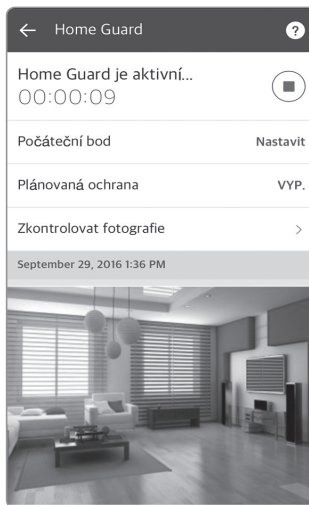 Home Guard ?
Home Guard je aktivní...
00:00:09
Počáteční bod Nastavit
Plánovaná ochrana VYP.
Zkontrolovat fotografie
September 29, 2016 1:36 PM